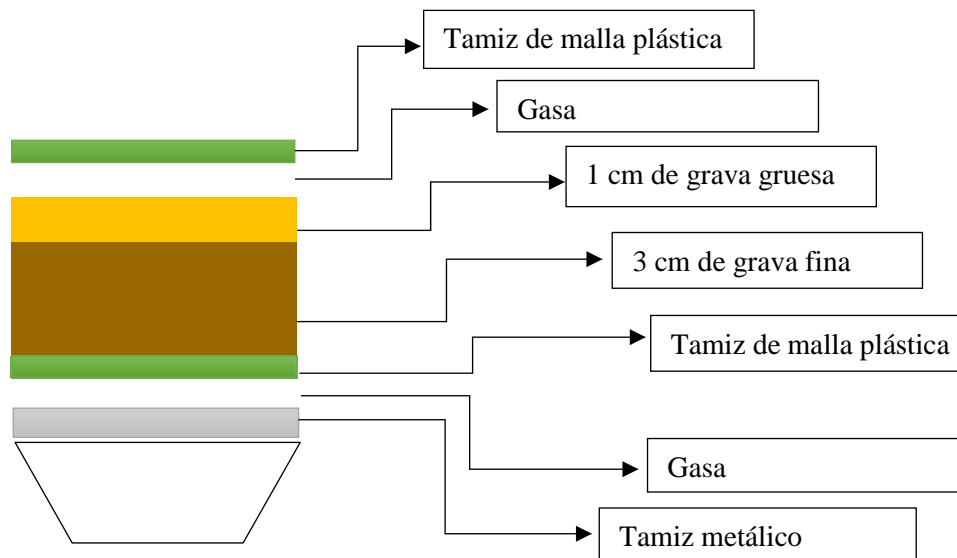 Tamiz de malla plástica
Gasa
1 cm de grava gruesa
3 cm de grava fina
Tamiz de malla plástica
Gasa
Tamiz metálico